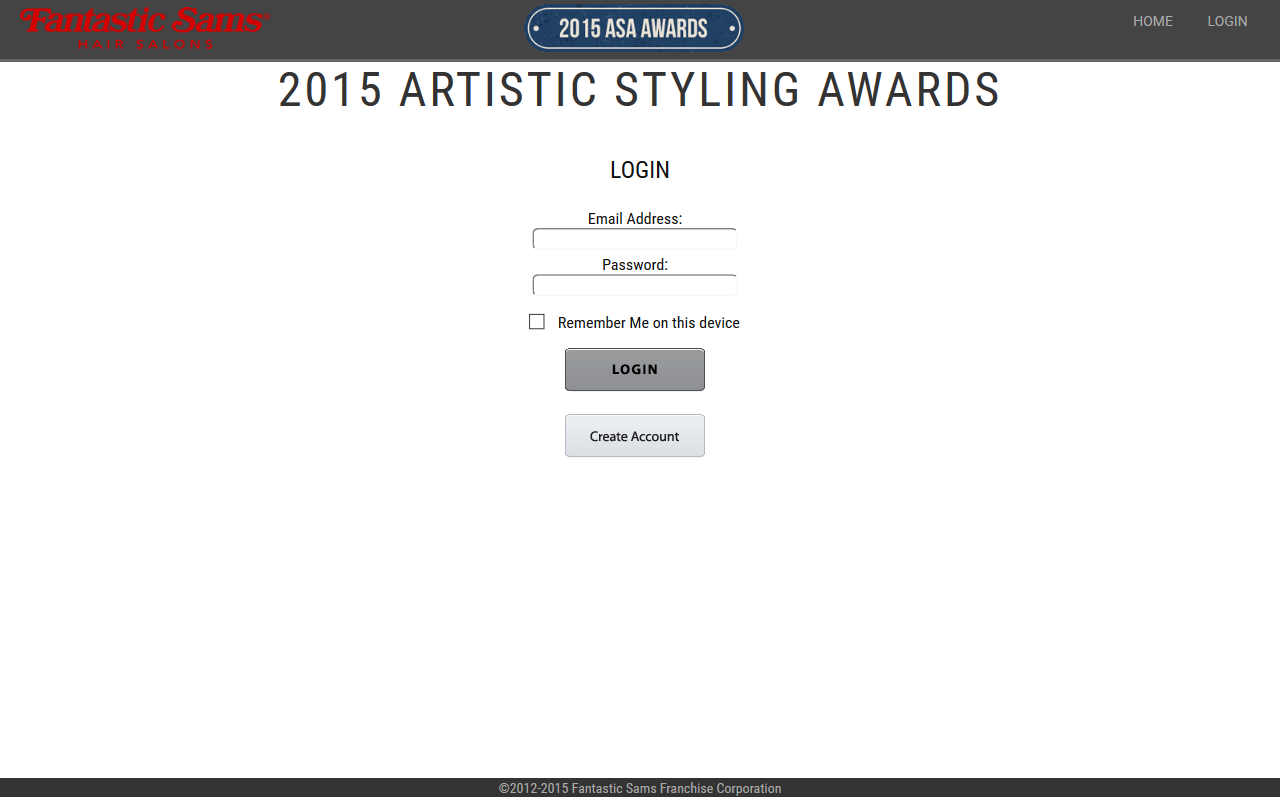 Fantastic Sams
HAIR SALONS
2015 ASA AWARDS
HOME LOGIN
2015 ARTISTIC STYLING AWARDS
LOGIN
Email Address:
Password:
Remember Me on this device
LOGIN
Create Account
©2012-2015 Fantastic Sams Franchise Corporation